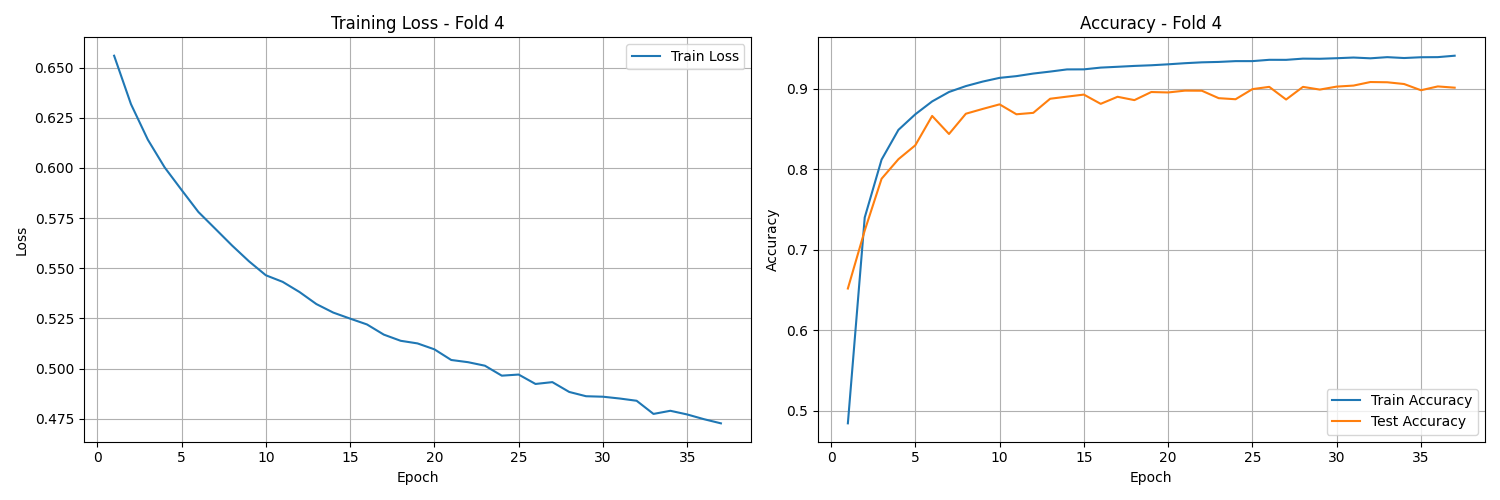 Training Loss - Fold 4
Train Loss
0.650
0.625
0.600
0.575
0.550
0.525
0.500
0.475
Loss
0 5 10 15 20 25 30 35
Epoch
Accuracy - Fold 4
0.9
0.8
0.7
0.6
0.5
Accuracy
Train Accuracy
Test Accuracy
0 5 10 15 20 25 30 35
Epoch